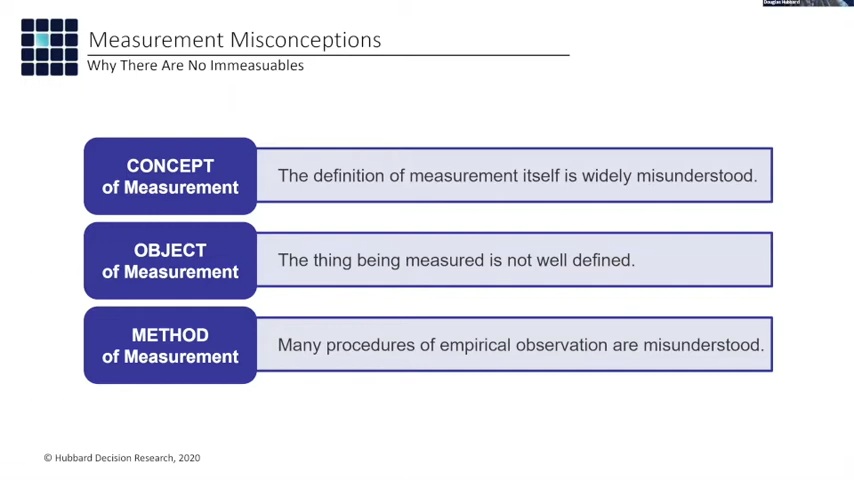 Douglas Hubbard
Measurement Misconceptions
Why There Are No Immeasuables
CONCEPT
of Measurement
The definition of measurement itself is widely misunderstood.
OBJECT
of Measurement
The thing being measured is not well defined.
METHOD
of Measurement
Many procedures of empirical observation are misunderstood.
© Hubbard Decision Research, 2020